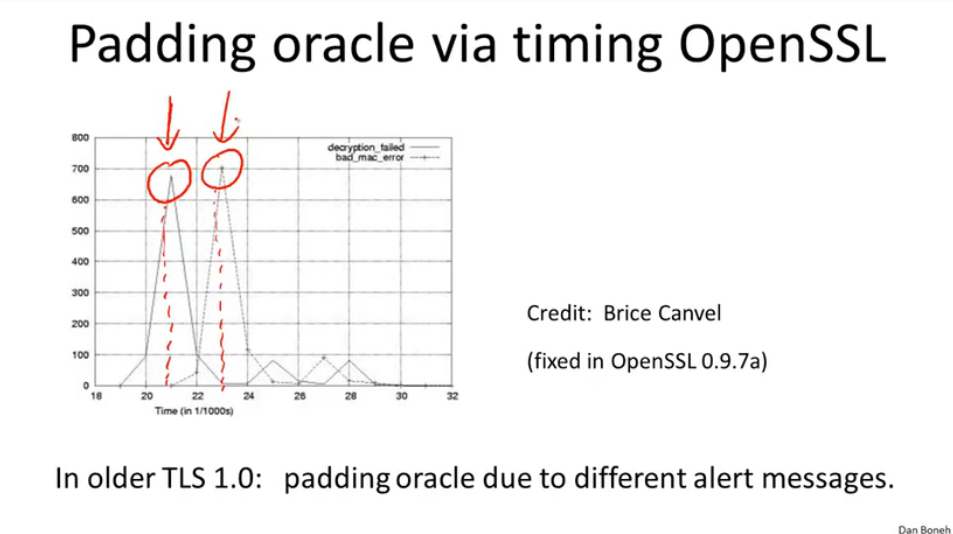 Padding oracle via timing OpenSSL
800
700
600
500
400
300
200
100
0
18 20 22 24 26 28 30 32
Time (in 1/1000s)
decryption_failed
bad_mac_error
Credit: Brice Canvel
(fixed in OpenSSL 0.9.7a)
In older TLS 1.0: padding oracle due to different alert messages.
Dan Boneh